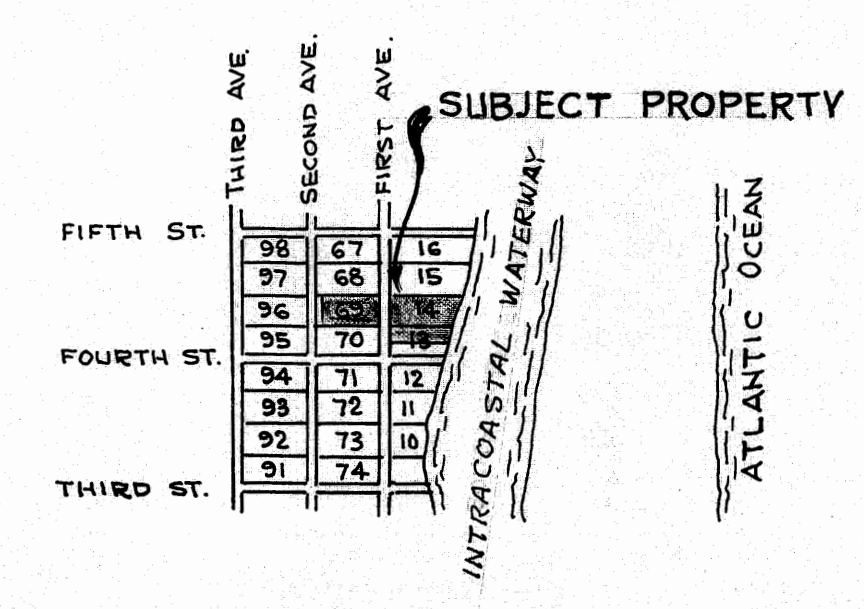 THIRD AVE.
SECOND AVE.
FIRST AVE.
SUBJECT PROPERTY
FIFTH ST.
98 67 16
97 68 15
96 69 14
95 70 13
FOURTH ST.
94 71 12
93 72 11
92 73 10
91 74
THIRD ST.
INTRACOASTAL WATERWAY
ATLANTIC OCEAN